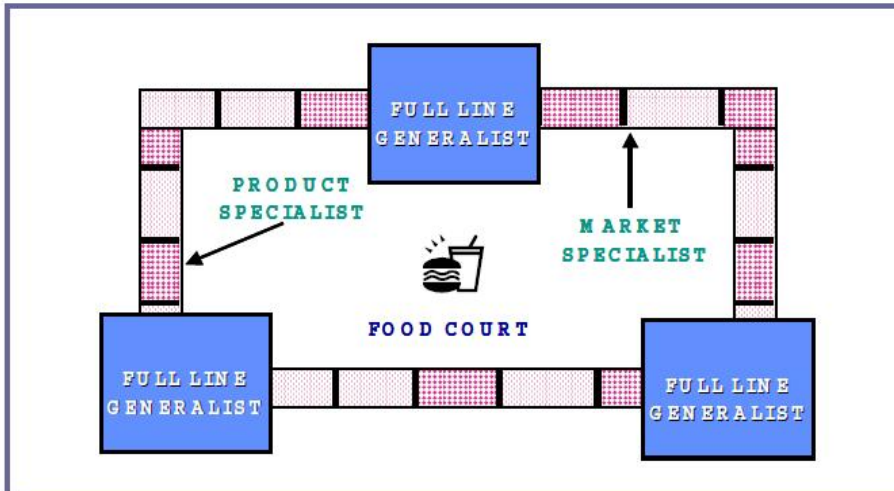 FULL LINE
GENERALIST
PRODUCT
SPECIALIST
MARKET
SPECIALIST
FOOD COURT
FULL LINE
GENERALIST
FULL LINE
GENERALIST